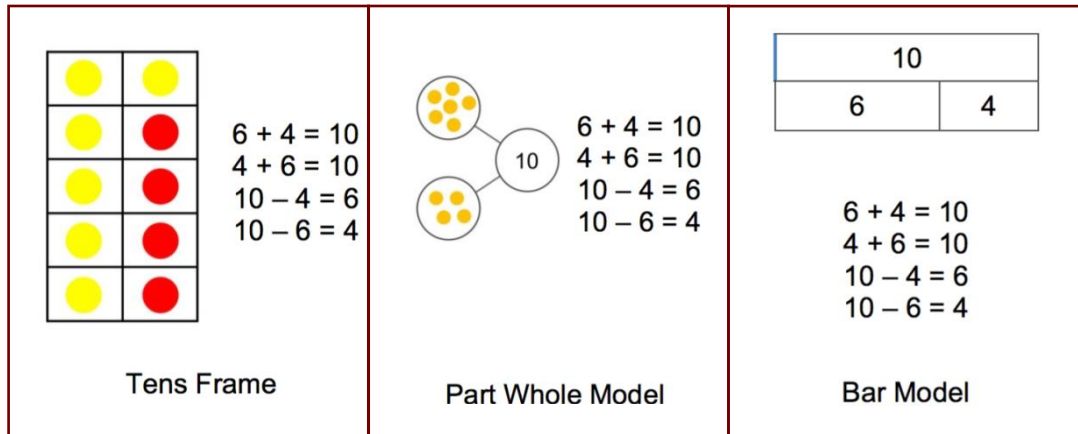 6 + 4 = 10
4 + 6 = 10
10 – 4 = 6
10 – 6 = 4
Tens Frame
10
6 + 4 = 10
4 + 6 = 10
10 – 4 = 6
10 – 6 = 4
Part Whole Model
10
6 4
6 + 4 = 10
4 + 6 = 10
10 – 4 = 6
10 – 6 = 4
Bar Model